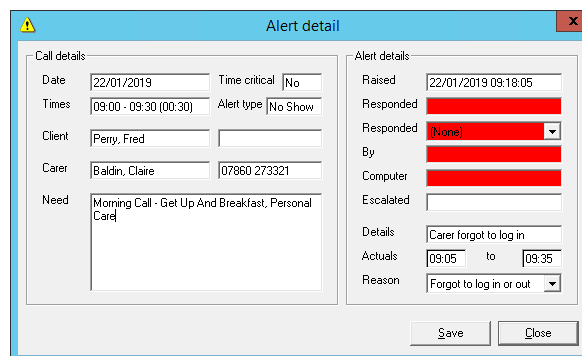 Alert detail
x
Call details
Date 22/01/2019 Time critical No
Times 09:00 - 09:30 (00:30) Alert type No Show
Client Perry, Fred
Carer Baldin, Claire 07860 273321
Need Morning Call - Get Up And Breakfast, Personal
Care
Alert details
Raised 22/01/2019 09:18:05
Responded
Responded (None)
By
Computer
Escalated
Details Carer forgot to log in
Actuals 09:05 to 09:35
Reason Forgot to log in or out
Save Close